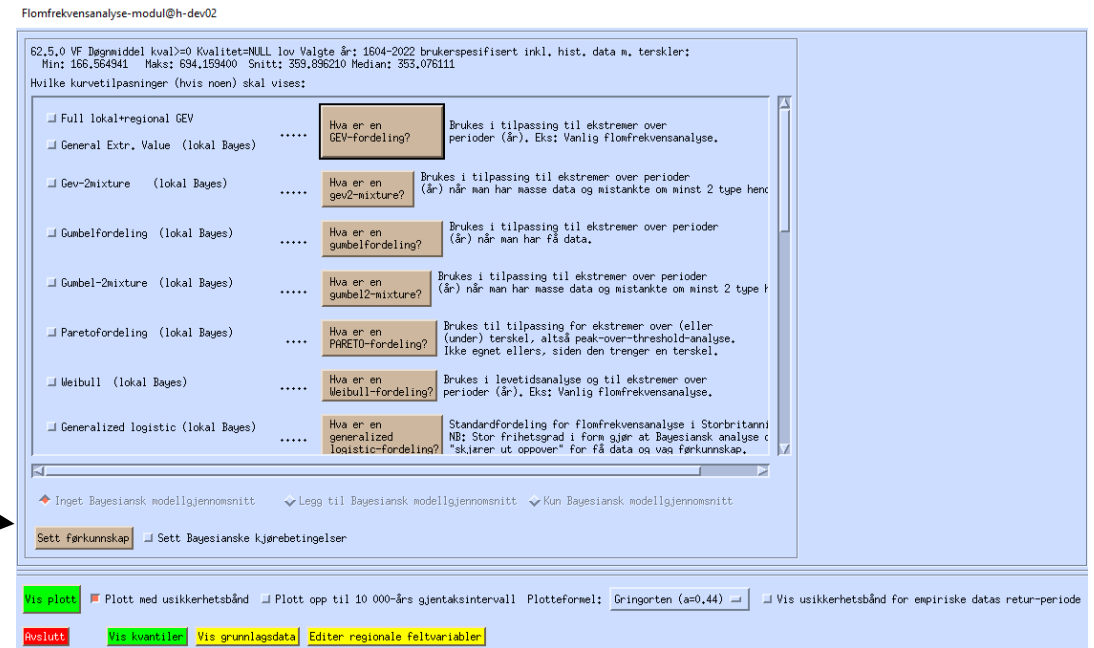 Flomfrekvensanalyse-modul@h-dev02
62.5.0 VF Døgnmiddel kval>=0 Kvalitet=NULL lov Valgte år: 1604-2022 brukerspesifisert inkl. hist. data m. terskler:
Min: 166.564941 Maks: 694.159400 Snitt: 359.896210 Median: 353.076111
Hvilke kurvetilpasninger (hvis noen) skal vises:
Full lokal+regional GEV
General Extr. Value (lokal Bayes)
.....
Hva er en
GEV-fordeling?
Brukes i tilpassing til ekstremer over
perioder (år). Eks: Vanlig flomfrekvensanalyse.
Gev-2mixture (lokal Bayes)
.....
Hva er en
gev2-mixture?
Brukes i tilpassing til ekstremer over perioder
(år) når man har masse data og mistankte om minst 2 type hend
Gumbelfordeling (lokal Bayes)
.....
Hva er en
gumbelfordeling?
Brukes i tilpassing til ekstremer over perioder
(år) når man har få data.
Gumbel-2mixture (lokal Bayes)
.....
Hva er en
gumbel2-mixture?
Brukes i tilpassing til ekstremer over perioder
(år) når man har masse data og mistankte om minst 2 type h
Paretofordeling (lokal Bayes)
....
Hva er en
PARETO-fordeling?
Brukes til tilpassing for ekstremer over (eller
(under) terskel, altså peak-over-threshold-analyse.
Ikke egnet ellers, siden den trenger en terskel.
Weibull (lokal Bayes)
.....
Hva er en
Weibull-fordeling?
Brukes i levetidsanalyse og til ekstremer over
perioder (år). Eks: Vanlig flomfrekvensanalyse.
Generalized logistic (lokal Bayes)
.....
Hva er en
generalized
logistic-fordeling?
Standardfordeling for flomfrekvensanalyse i Storbritanni
NB: Stor frihetsgrad i form gjør at Bayesiansk analyse
"skjærer ut oppover" for få data og vag førkunnskap.
Inget Bayesiansk modellgjennomsnitt Legg til Bayesiansk modellgjennomsnitt Kun Bayesiansk modellgjennomsnitt
Sett førkunnskap Sett Bayesianske kjørebetingelser
Vis plott Plott med usikkerhetsbånd Plott opp til 10 000-års gjentaksintervall Plotteformel: Gringorten (a=0.44) Vis usikkerhetsbånd for empiriske datas retur-periode
Avslutt Vis kvantiler Vis grunnlagsdata Editer regionale feltvariabler